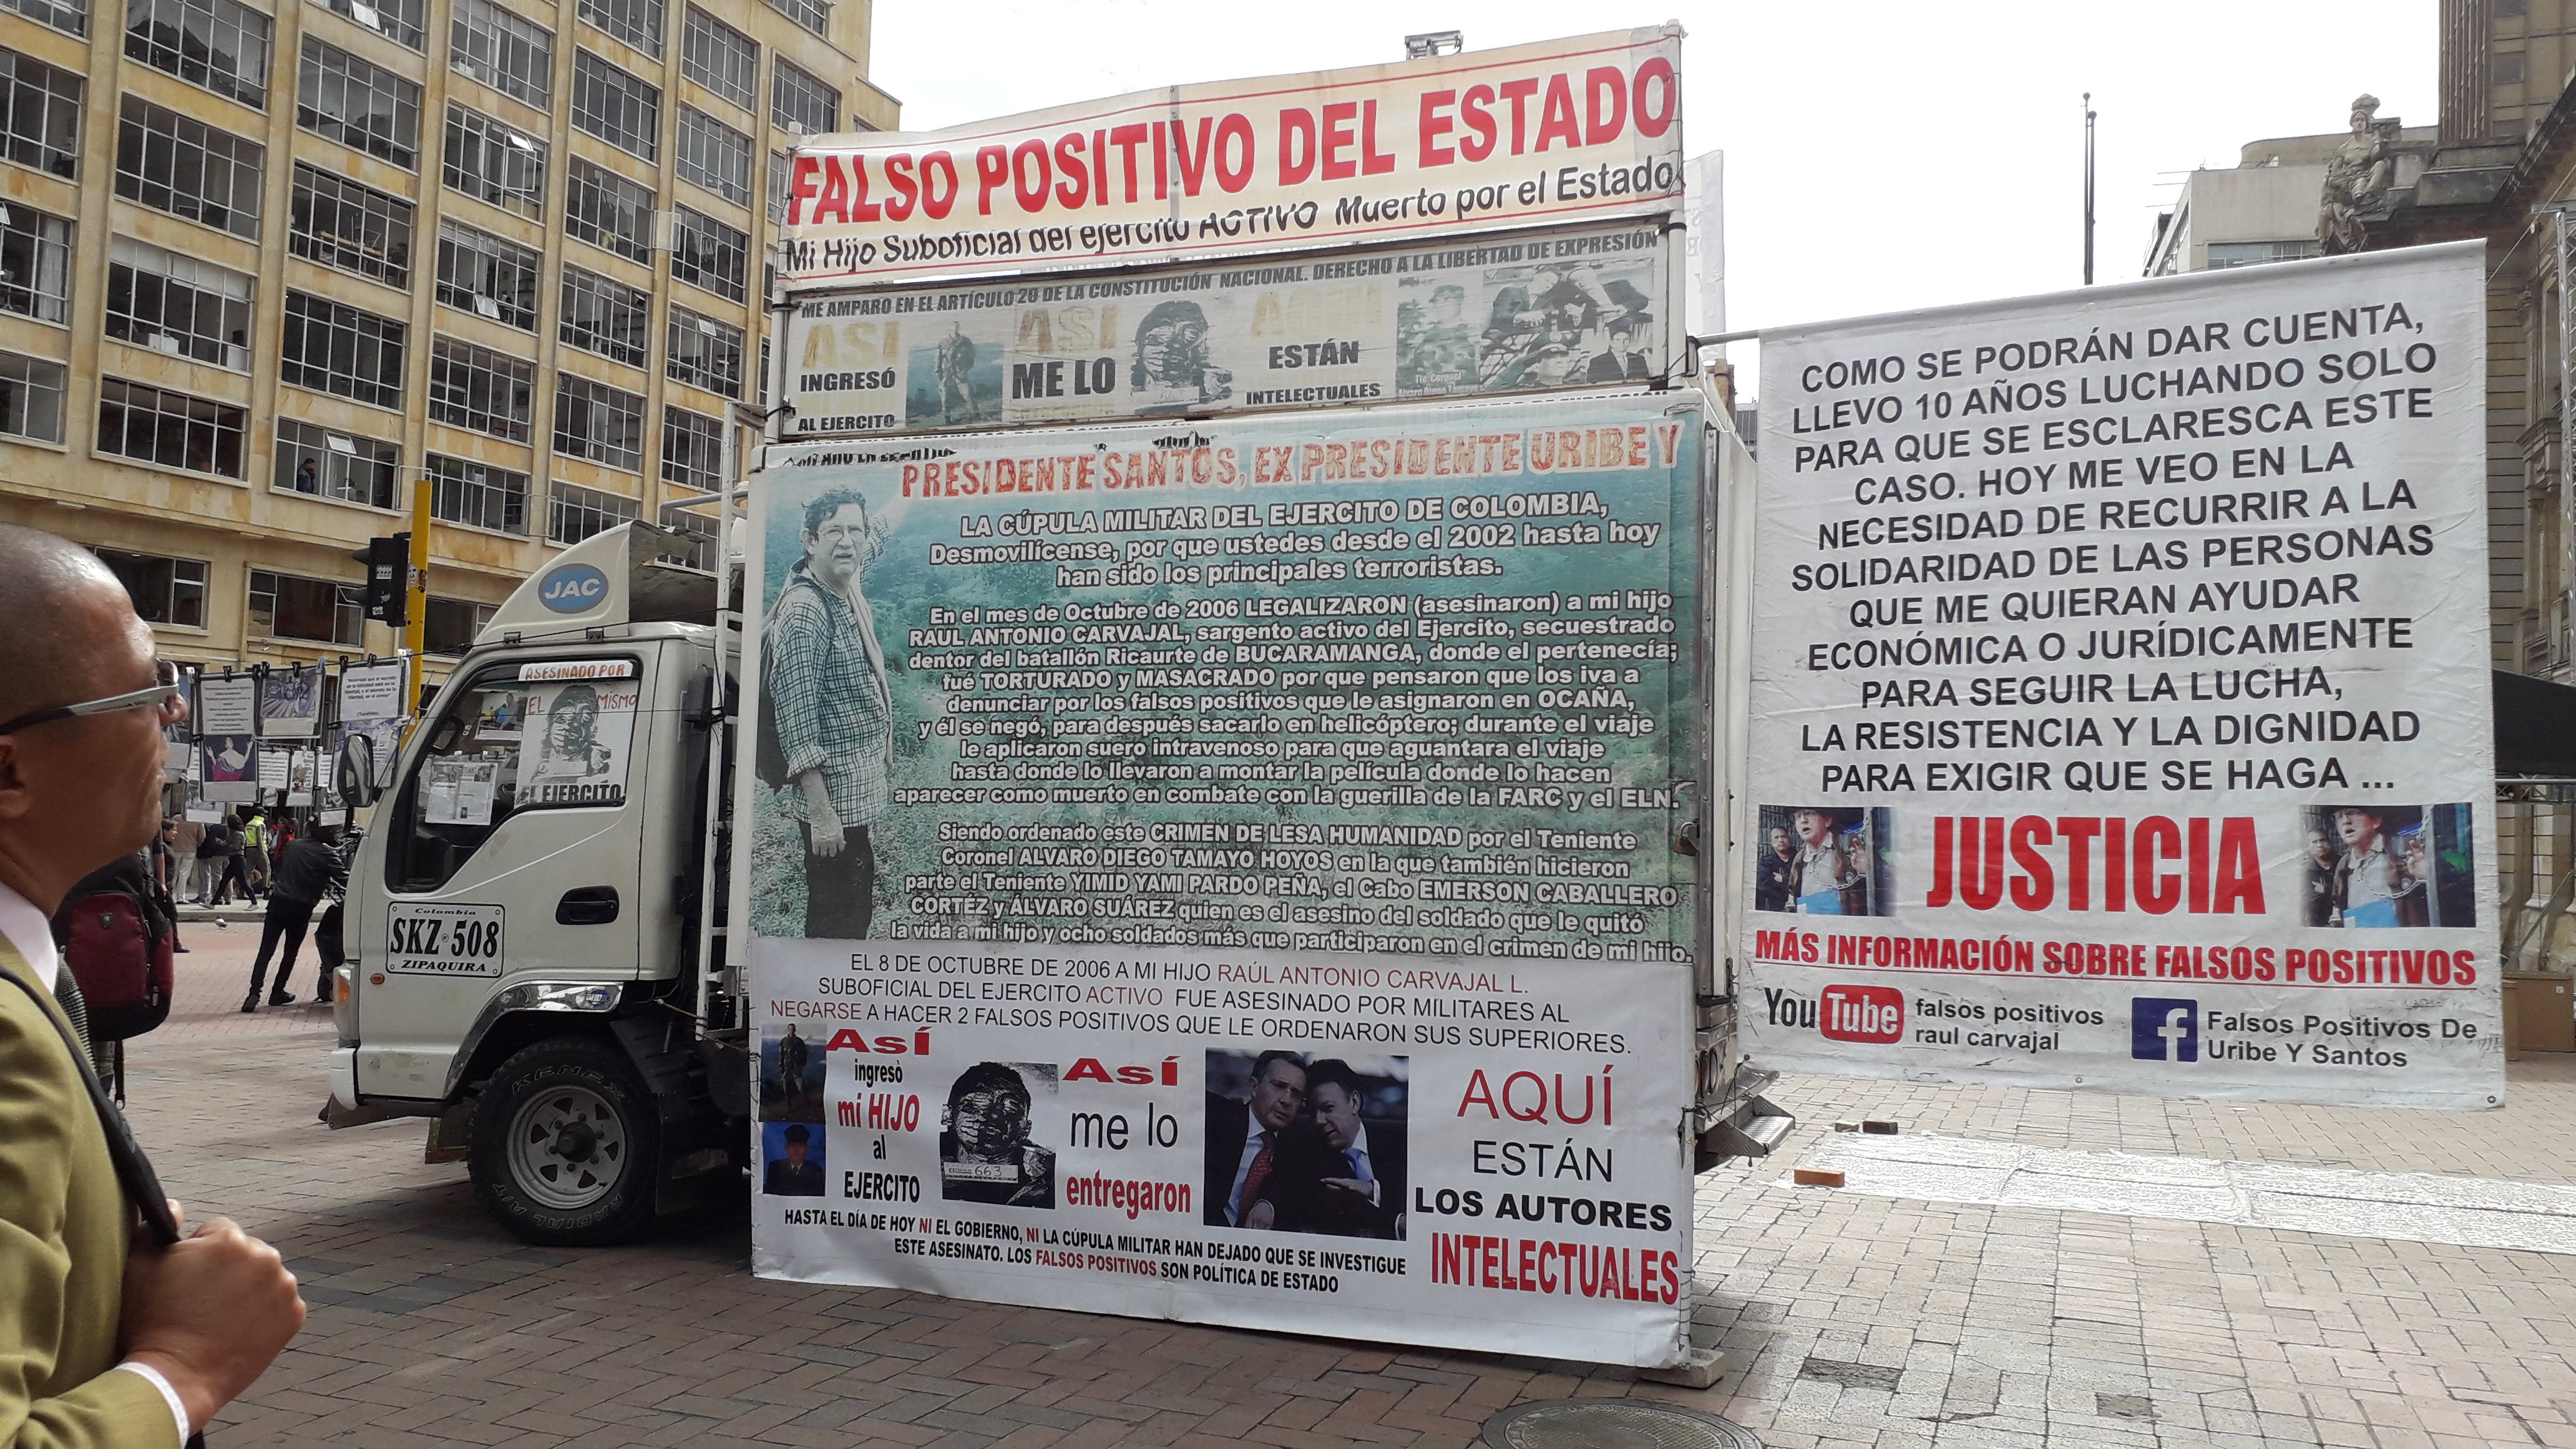 FALSO POSITIVO DEL ESTADO
Mi Hijo Suboficial del ejercito ACTIVO Muerto por el Estado
ME AMPARO EN EL ARTÍCULO 20 DE LA CONSTITUCIÓN NACIONAL. DERECHO A LA LIBERTAD DE EXPRESIÓN
ASI
INGRESÓ
AL EJERCITO
ASI
ME LO
AQUI
ESTÁN
INTELECTUALES
Tte. Coronel
PRESIDENTE SANTOS, EX PRESIDENTE URIBE Y
LA CÚPULA MILITAR DEL EJERCITO DE COLOMBIA,
Desmovilícense, por que ustedes desde el 2002 hasta hoy
han sido los principales terroristas.
En el mes de Octubre de 2006 LEGALIZARON (asesinaron) a mi hijo
RAUL ANTONIO CARVAJAL, sargento activo del Ejercito, secuestrado
dentor del batallón Ricaurte de BUCARAMANGA, donde el pertenecía;
fué TORTURADO y MASACRADO por que pensaron que los iva a
denunciar por los falsos positivos que le asignaron en OCAÑA,
y él se negó, para después sacarlo en helicóptero; durante el viaje
le aplicaron suero intravenoso para que aguantara el viaje
hasta donde lo llevaron a montar la película donde lo hacen
aparecer como muerto en combate con la guerilla de la FARC y el ELN.
Siendo ordenado este CRIMEN DE LESA HUMANIDAD por el Teniente
Coronel ALVARO DIEGO TAMAYO HOYOS en la que también hicieron
parte el Teniente YIMID YAMI PARDO PEÑA, el Cabo EMERSON CABALLERO
CORTÉZ y ÁLVARO SUÁREZ quien es el asesino del soldado que le quitó
la vida a mi hijo y ocho soldados más que participaron en el crimen de mi hijo.
EL 8 DE OCTUBRE DE 2006 A MI HIJO RAÚL ANTONIO CARVAJAL L.
SUBOFICIAL DEL EJERCITO ACTIVO FUE ASESINADO POR MILITARES AL
NEGARSE A HACER 2 FALSOS POSITIVOS QUE LE ORDENARON SUS SUPERIORES.
Así
ingresò
mi HIJO
al
EJERCITO
663
Así
me lo
entregaron
AQUÍ
ESTÁN
LOS AUTORES
INTELECTUALES
HASTA EL DÍA DE HOY NI EL GOBIERNO, NI LA CÚPULA MILITAR HAN DEJADO QUE SE INVESTIGUE
ESTE ASESINATO. LOS FALSOS POSITIVOS SON POLÍTICA DE ESTADO
COMO SE PODRÁN DAR CUENTA,
LLEVO 10 AÑOS LUCHANDO SOLO
PARA QUE SE ESCLARESCA ESTE
CASO. HOY ME VEO EN LA
NECESIDAD DE RECURRIR A LA
SOLIDARIDAD DE LAS PERSONAS
QUE ME QUIERAN AYUDAR
ECONÓMICA O JURÍDICAMENTE
PARA SEGUIR LA LUCHA,
LA RESISTENCIA Y LA DIGNIDAD
PARA EXIGIR QUE SE HAGA ...
JUSTICIA
MÁS INFORMACIÓN SOBRE FALSOS POSITIVOS
YouTube falsos positivos
raul carvajal
f Falsos Positivos De
Uribe Y Santos
JAC
ASESINADO POR
EL MISMO
EL EJERCITO
Colombia
SKZ 508
ZIPAQUIRA
KENEX